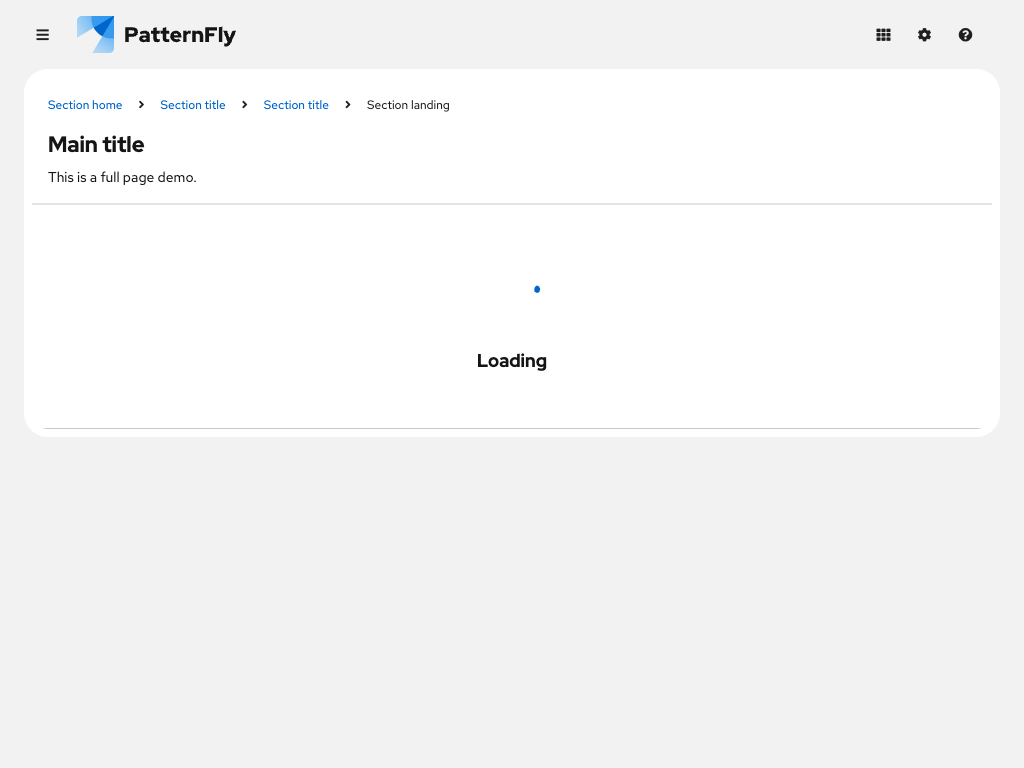 PatternFly
Section home Section title Section title Section landing
Main title
This is a full page demo.
Loading